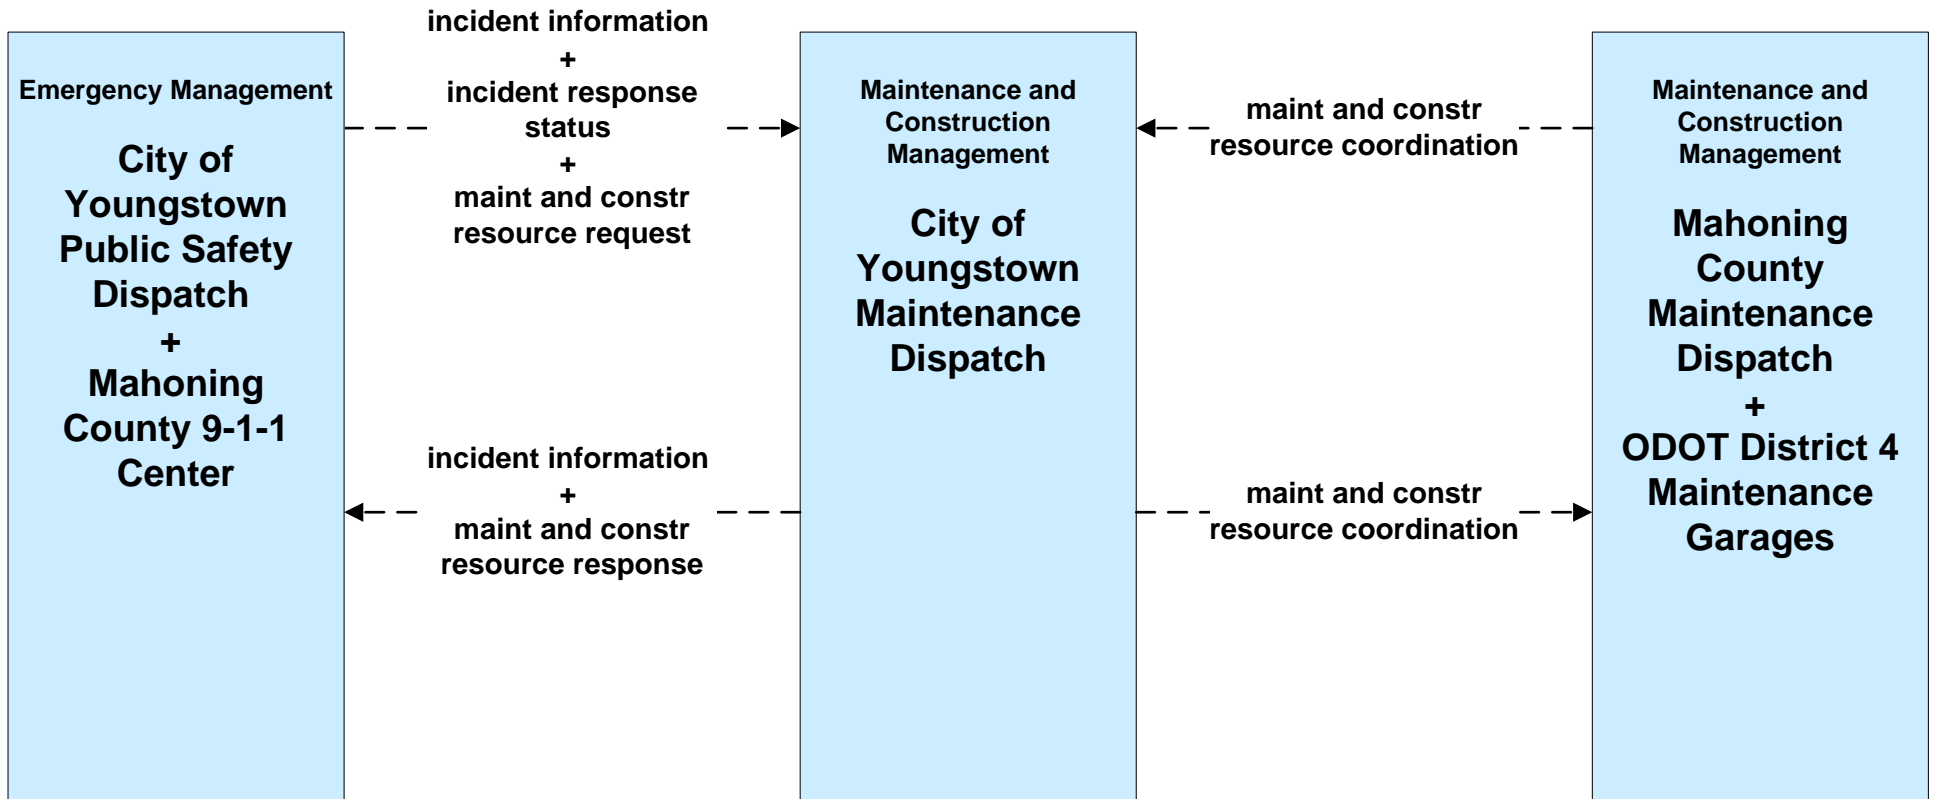 Emergency Management
City of
Youngstown
Public Safety
Dispatch
+
Mahoning
County 9-1-1
Center
incident information
+
incident response
status
+
maint and constr
resource request
incident information
+
maint and constr
resource response
Maintenance and
Construction
Management
City of
Youngstown
Maintenance
Dispatch
maint and constr
resource coordination
maint and constr
resource coordination
Maintenance and
Construction
Management
Mahoning
County
Maintenance
Dispatch
+
ODOT District 4
Maintenance
Garages